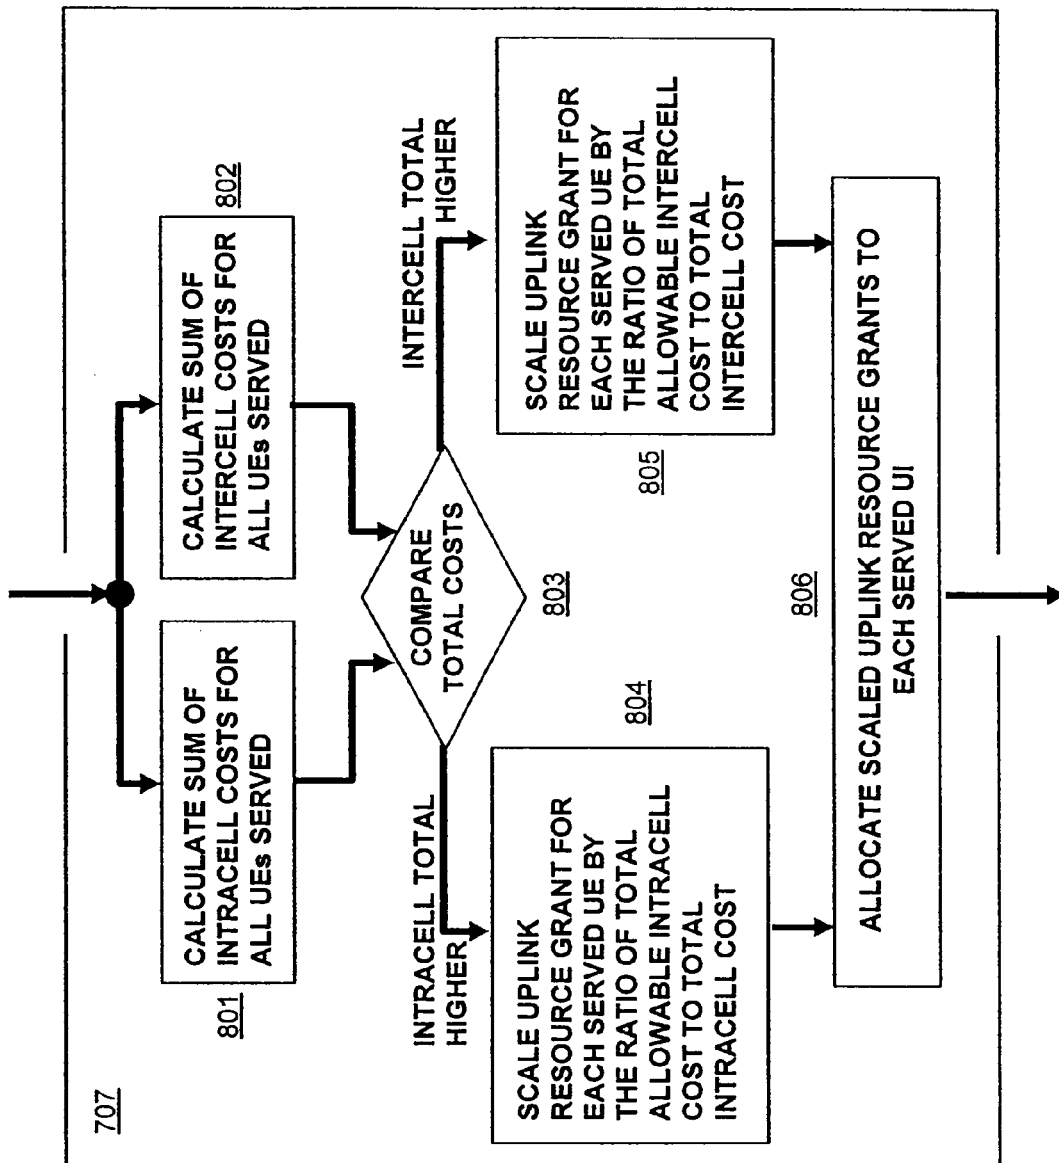 707
801
CALCULATE SUM OF
INTRACELL COSTS FOR
ALL UEs SERVED
802
CALCULATE SUM OF
INTERCELL COSTS FOR
ALL UEs SERVED
COMPARE
TOTAL COSTS
803
INTRACELL TOTAL
HIGHER
INTERCELL TOTAL
HIGHER
SCALE UPLINK
RESOURCE GRANT FOR
EACH SERVED UE BY
THE RATIO OF TOTAL
ALLOWABLE INTRACELL
COST TO TOTAL
INTRACELL COST
804
SCALE UPLINK
RESOURCE GRANT FOR
EACH SERVED UE BY
THE RATIO OF TOTAL
ALLOWABLE INTERCELL
COST TO TOTAL
INTERCELL COST
805
806
ALLOCATE SCALED UPLINK RESOURCE GRANTS TO
EACH SERVED UI